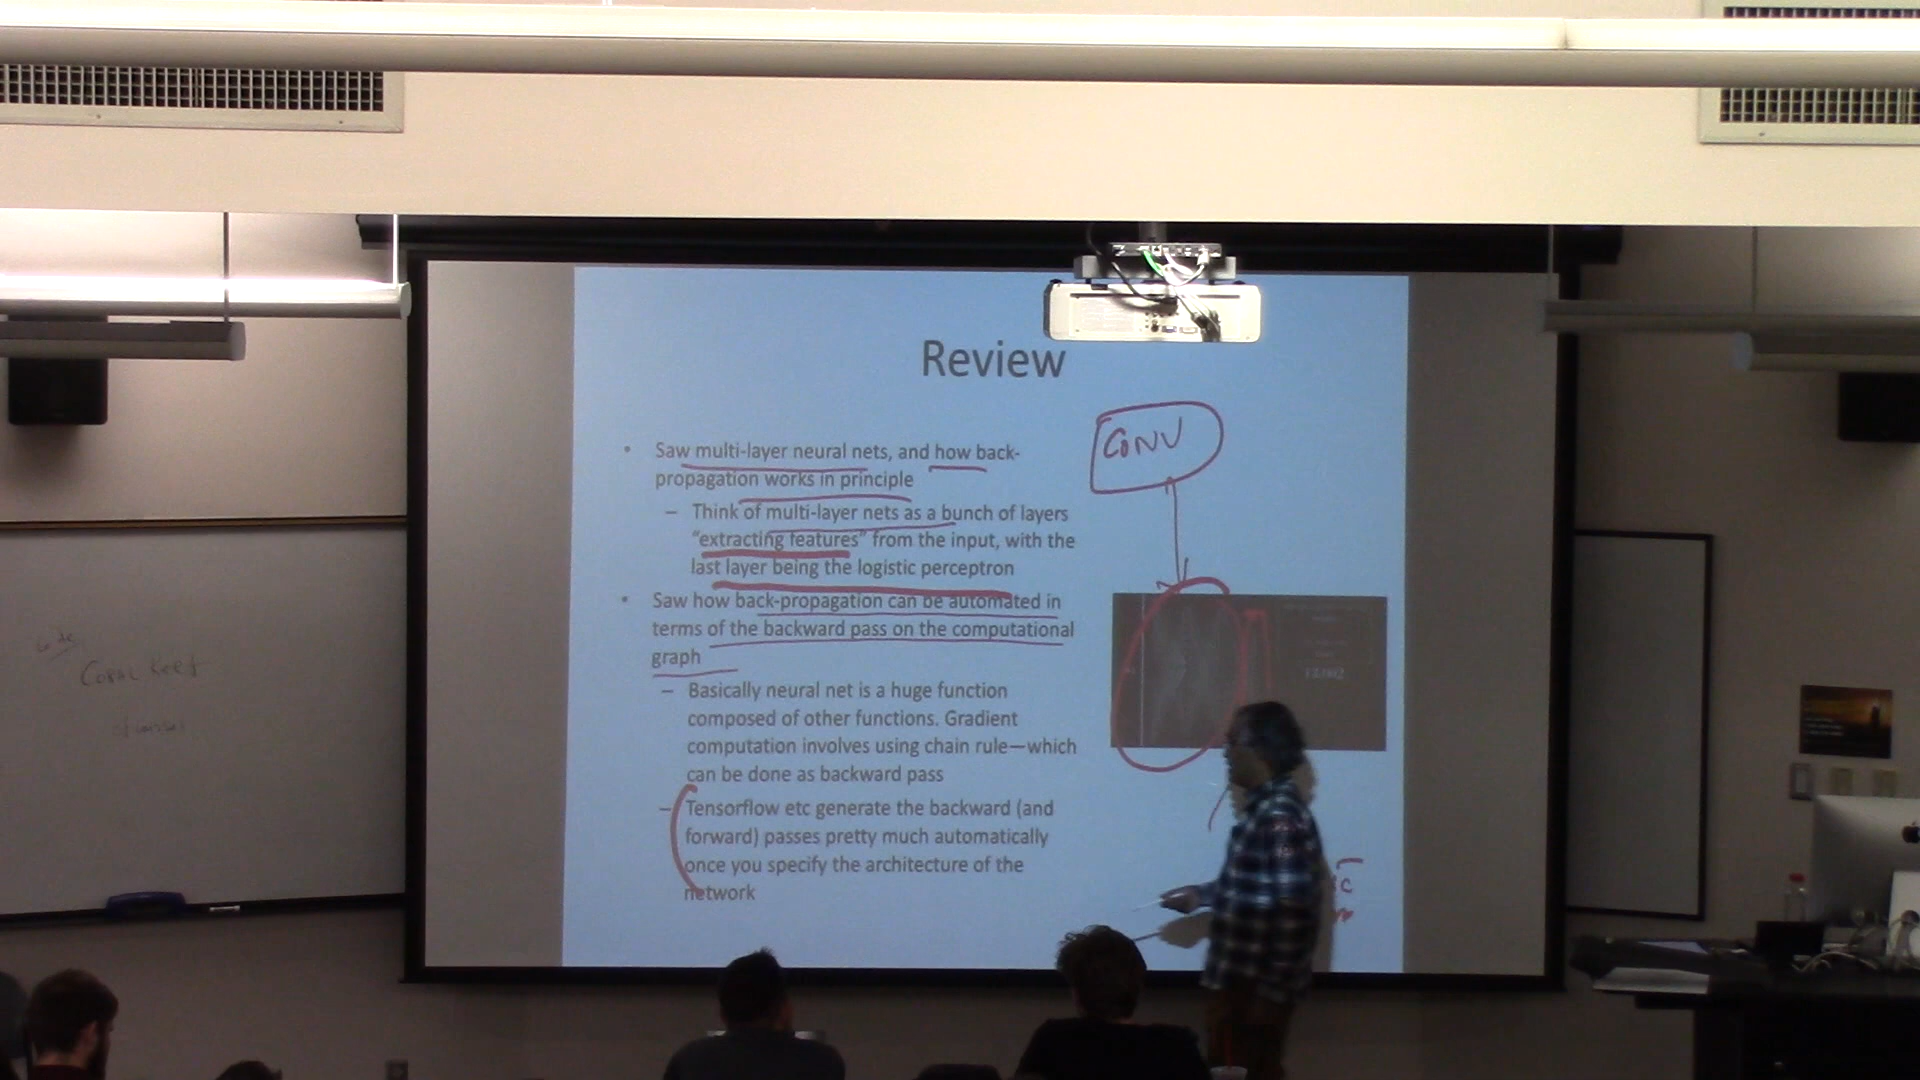 Review
• Saw multi-layer neural nets, and how back-
propagation works in principle
– Think of multi-layer nets as a bunch of layers
“extracting features” from the input, with the
last layer being the logistic perceptron
• Saw how back-propagation can be automated in
terms of the backward pass on the computational
graph
– Basically neural net is a huge function
composed of other functions. Gradient
computation involves using chain rule—which
can be done as backward pass
– Tensorflow etc generate the backward (and
forward) passes pretty much automatically
once you specify the architecture of the
network
CONV